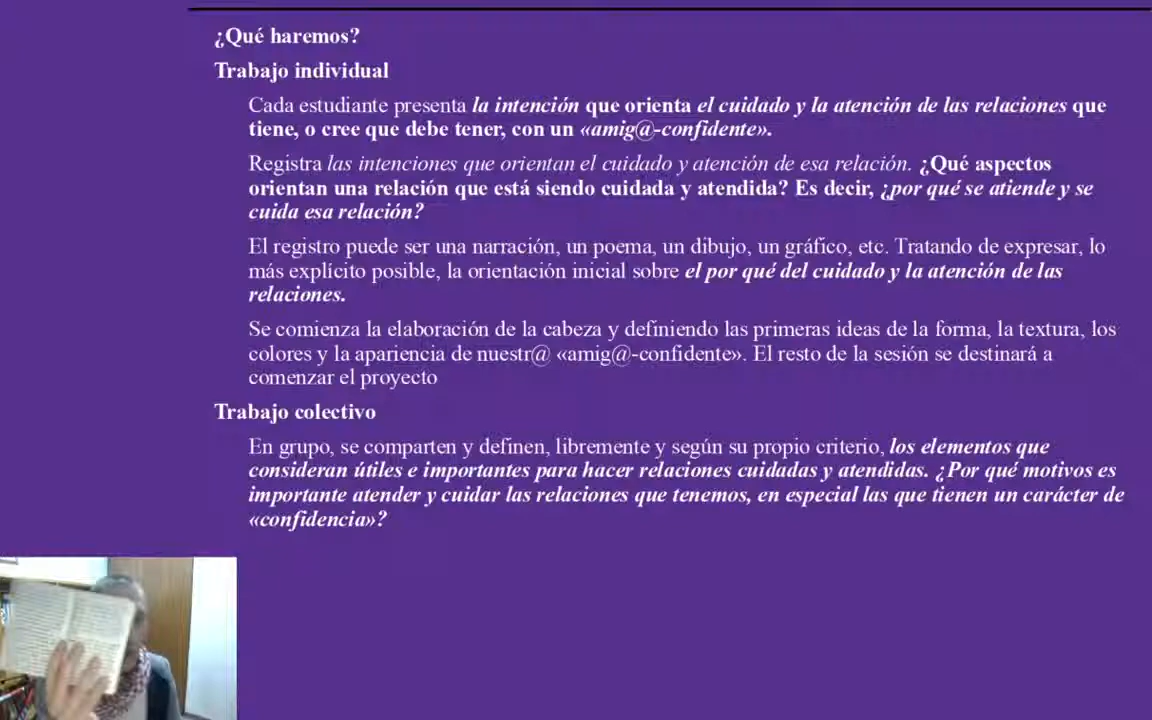 ¿Qué haremos?
Trabajo individual
Cada estudiante presenta la intención que orienta el cuidado y la atención de las relaciones que
tiene, o cree que debe tener, con un «amig@-confidente».
Registra las intenciones que orientan el cuidado y atención de esa relación. ¿Qué aspectos
orientan una relación que está siendo cuidada y atendida? Es decir, ¿por qué se atiende y se
cuida esa relación?
El registro puede ser una narración, un poema, un dibujo, un gráfico, etc. Tratando de expresar, lo
más explícito posible, la orientación inicial sobre el por qué del cuidado y la atención de las
relaciones.
Se comienza la elaboración de la cabeza y definiendo las primeras ideas de la forma, la textura, los
colores y la apariencia de nuestr@ «amig@-confidente». El resto de la sesión se destinará a
comenzar el proyecto
Trabajo colectivo
En grupo, se comparten y definen, libremente y según su propio criterio, los elementos que
consideran útiles e importantes para hacer relaciones cuidadas y atendidas. ¿Por qué motivos es
importante atender y cuidar las relaciones que tenemos, en especial las que tienen un carácter de
«confidencia»?